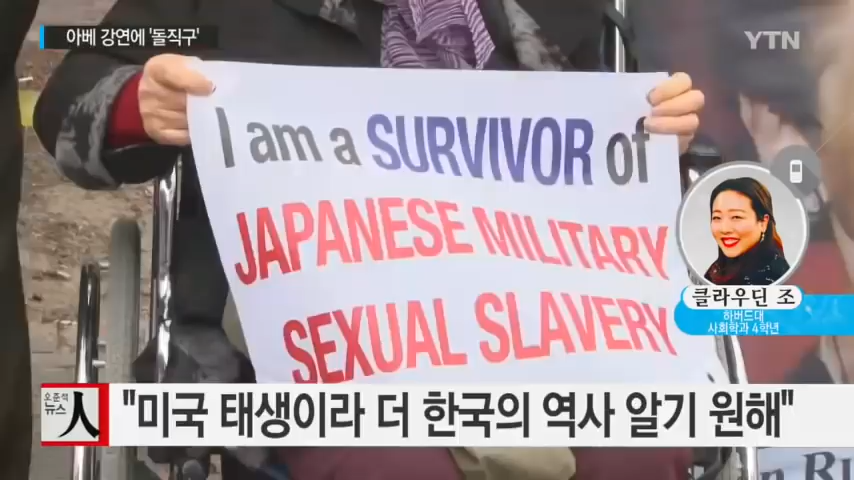 아베 강연에 '돌직구'
YTN
I am a SURVIVOR of
JAPANESE MILITARY
SEXUAL SLAVERY
클라우딘 조
하버드대
사회학과 4학년
오준석
뉴스人
"미국 태생이라 더 한국의 역사 알기 원해"